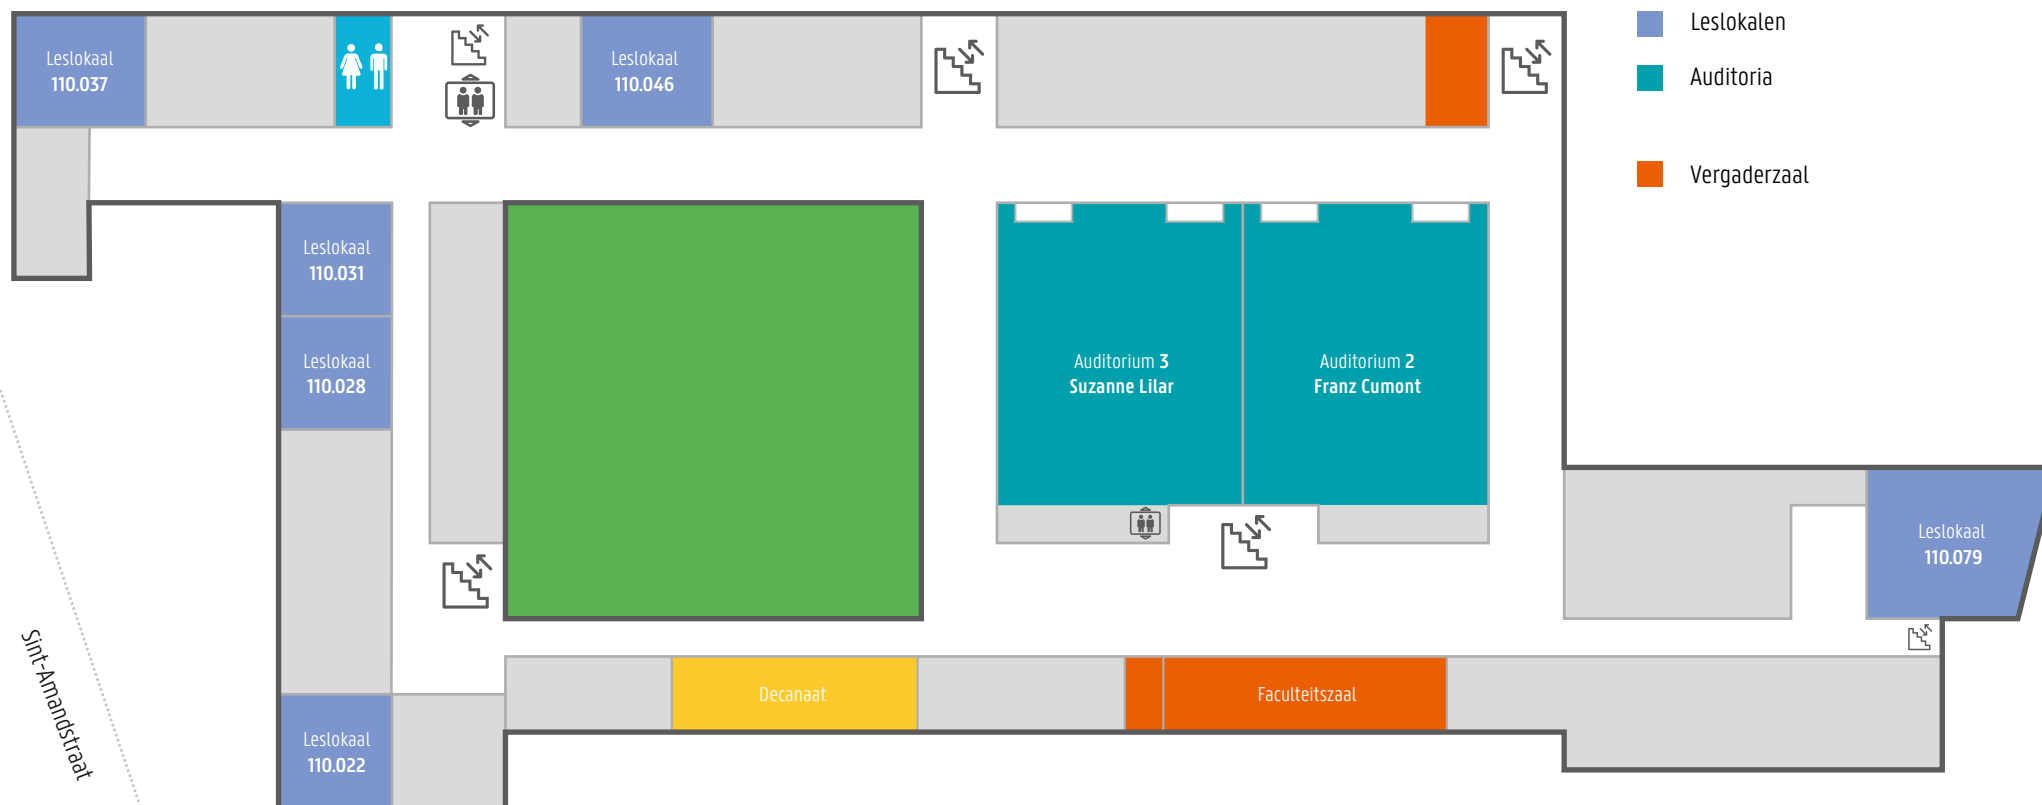 Leslokaal
110.037
Leslokaal
110.046
Leslokalen
Auditoria
Vergaderzaal
Leslokaal
110.031
Leslokaal
110.028
Auditorium 3
Suzanne Lilar
Auditorium 2
Franz Cumont
Leslokaal
110.079
Sint-Amandstraat
Decanaat
Faculteitszaal
Leslokaal
110.022